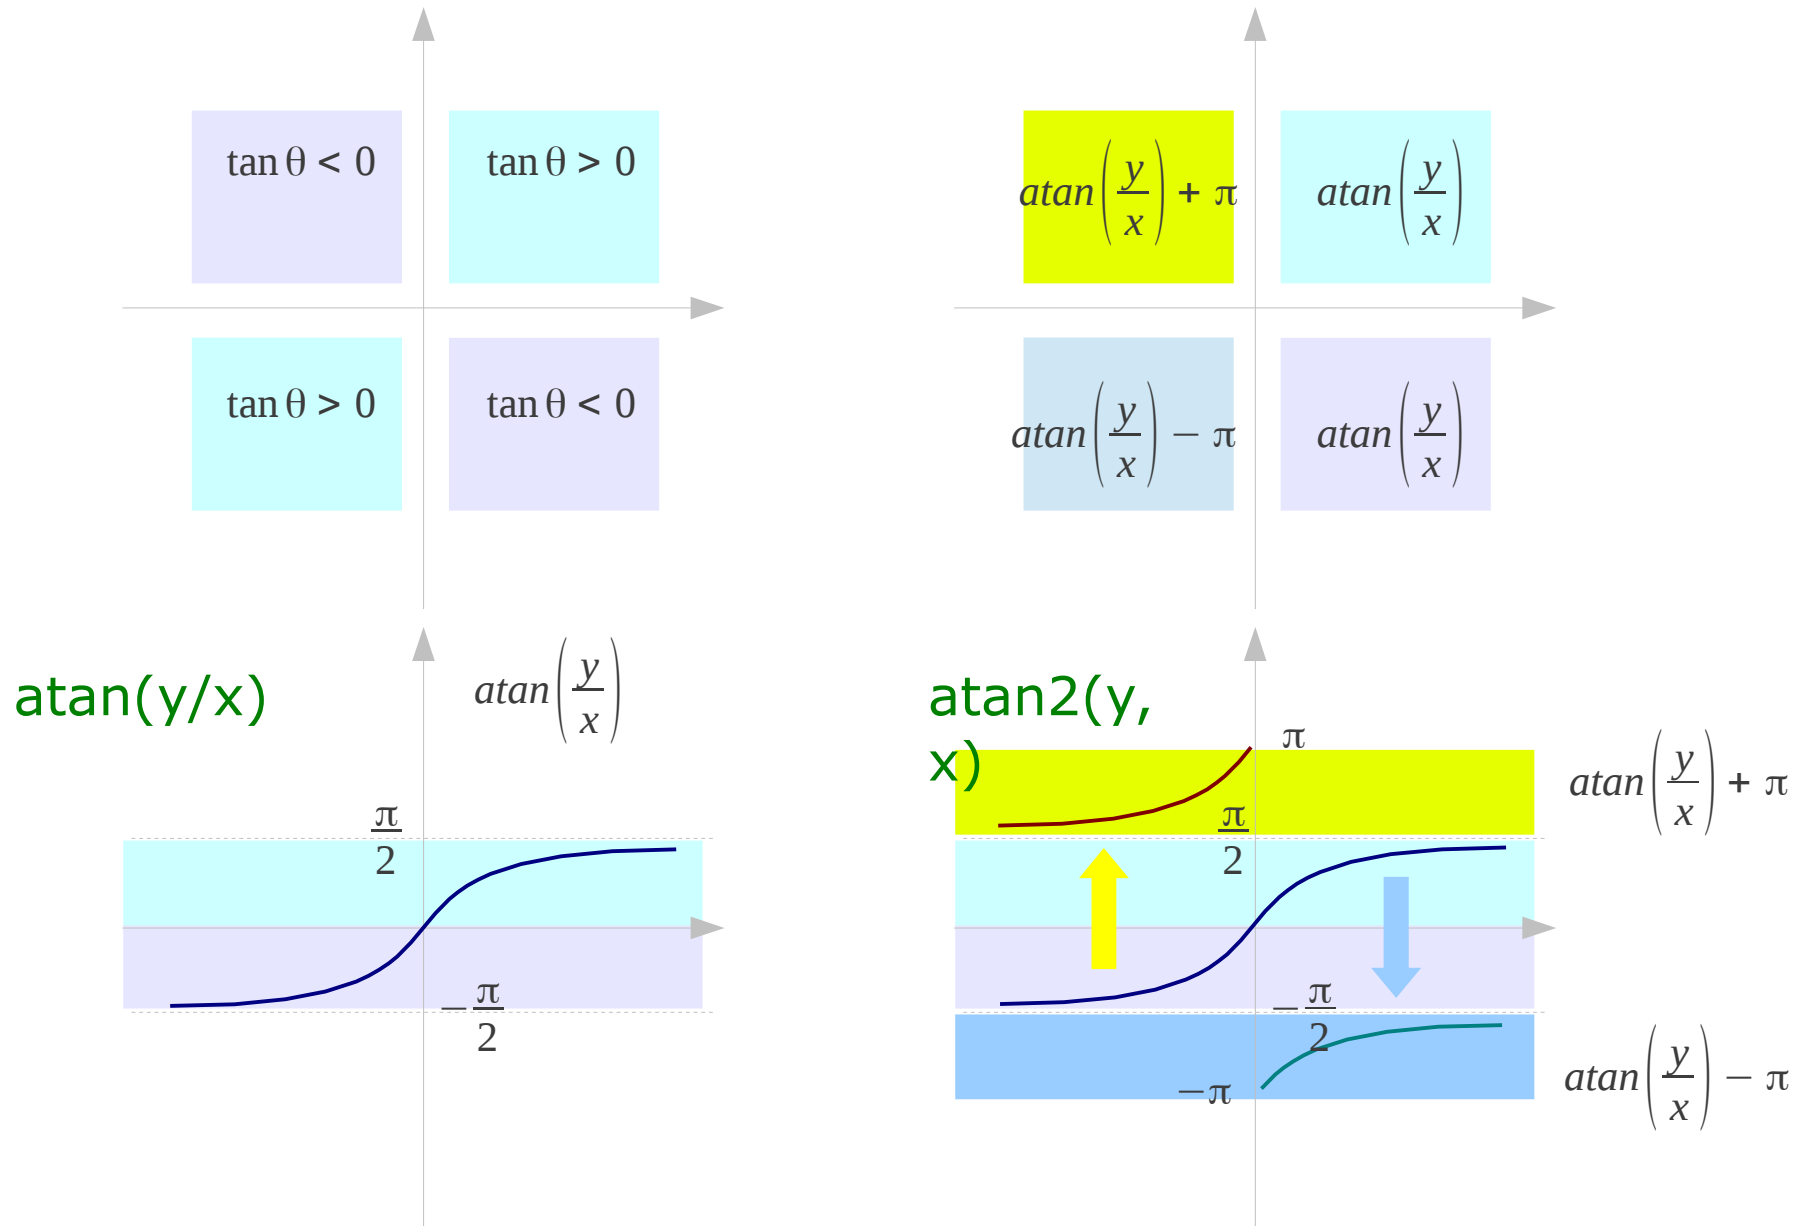 tan θ < 0
tan θ > 0
tan θ > 0
tan θ < 0
atan(y/x) + π
atan(y/x)
atan(y/x) − π
atan(y/x)
atan(y/x)
atan(y/x)
π/2
−π/2
atan2(y,
x)
π
atan(y/x) + π
π/2
−π/2
−π
atan(y/x) − π